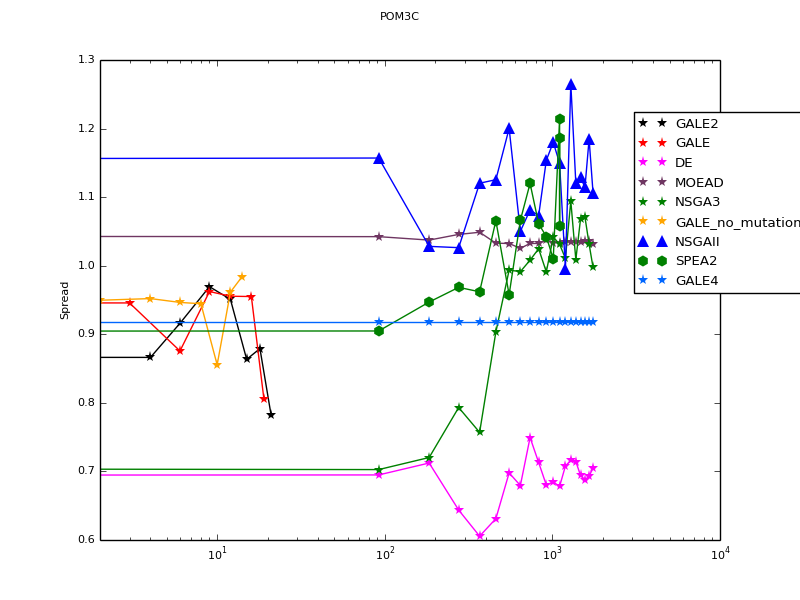 POM3C
1.3
1.2
1.1
1.0
0.9
0.8
0.7
0.6
Spread
10^1
10^2
10^3
10^4
GALE2
GALE
DE
MOEAD
NSGA3
GALE_no_mutation
NSGAII
SPEA2
GALE4